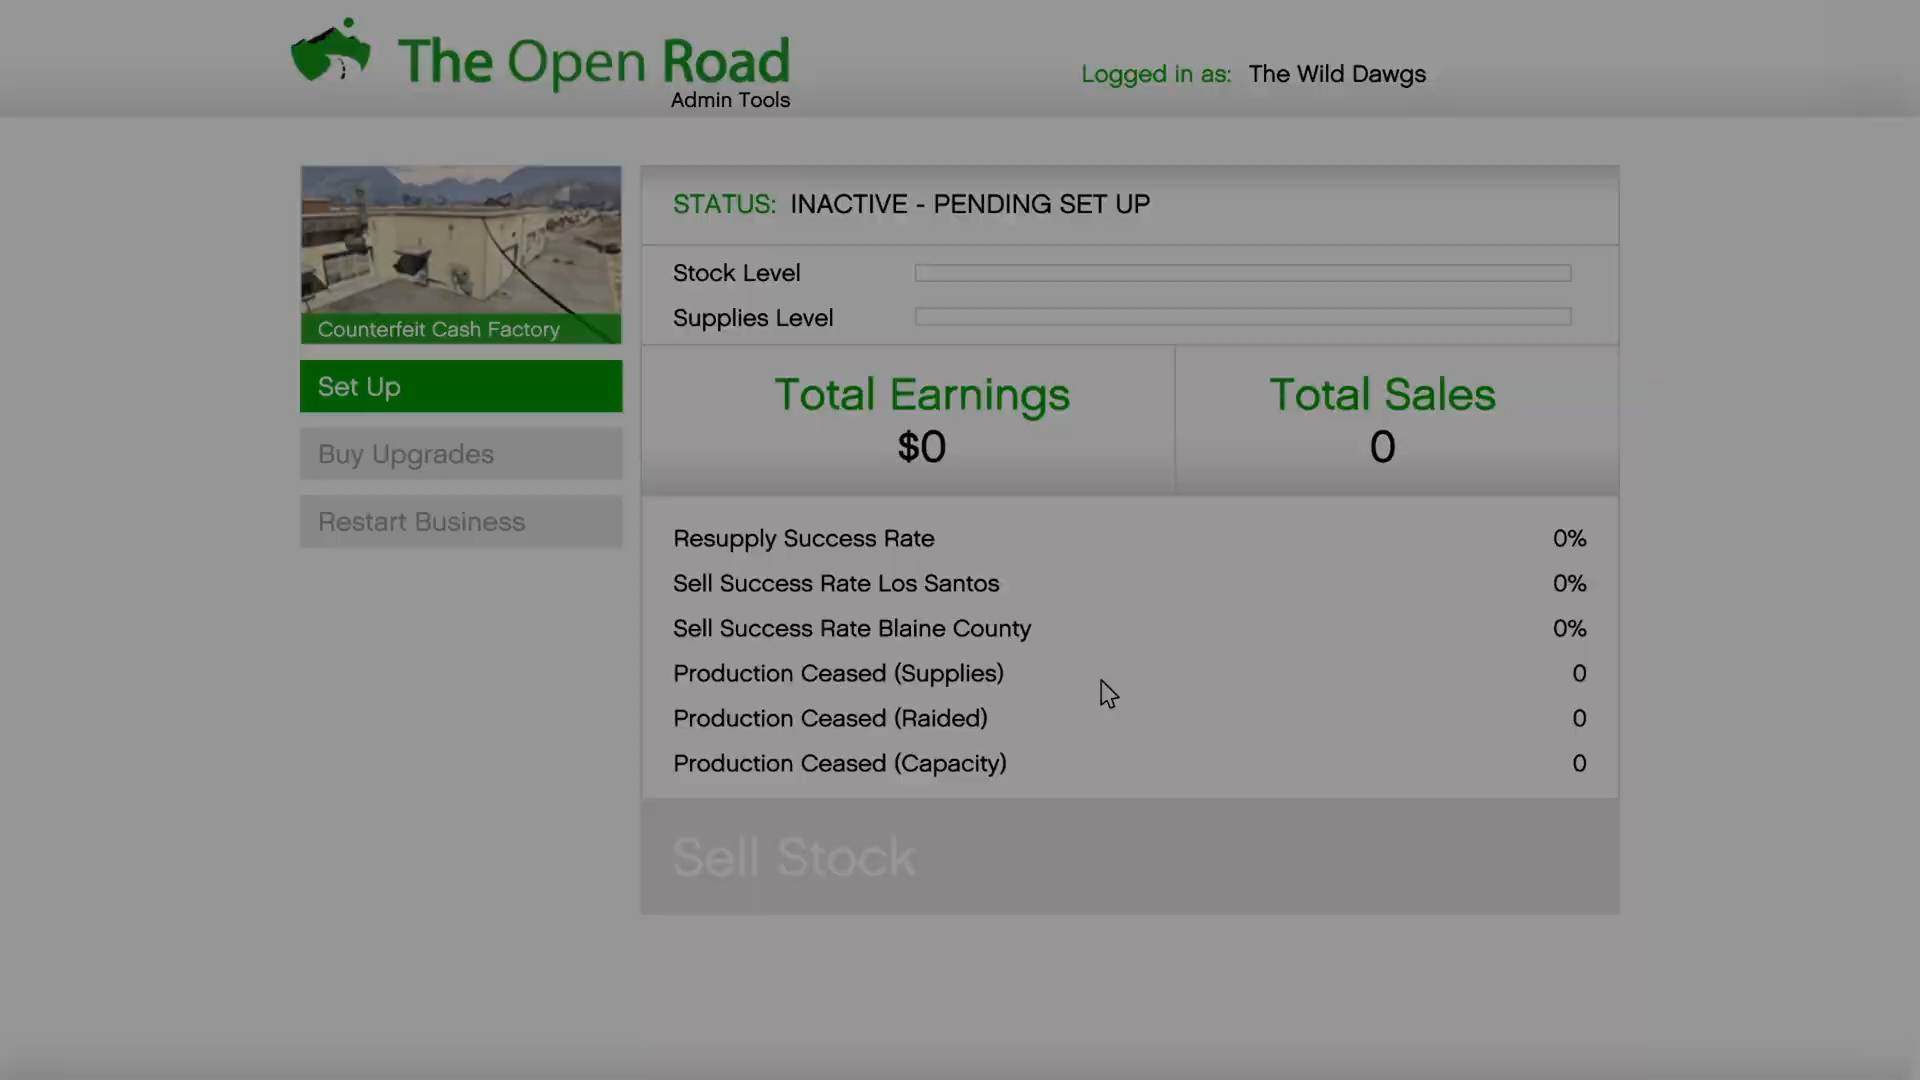 The Open Road
Admin Tools
Logged in as: The Wild Dawgs
Counterfeit Cash Factory
Set Up
Buy Upgrades
Restart Business
STATUS: INACTIVE - PENDING SET UP
Stock Level
Supplies Level
Total Earnings
$0
Total Sales
0
Resupply Success Rate 0%
Sell Success Rate Los Santos 0%
Sell Success Rate Blaine County 0%
Production Ceased (Supplies) 0
Production Ceased (Raided) 0
Production Ceased (Capacity) 0
Sell Stock